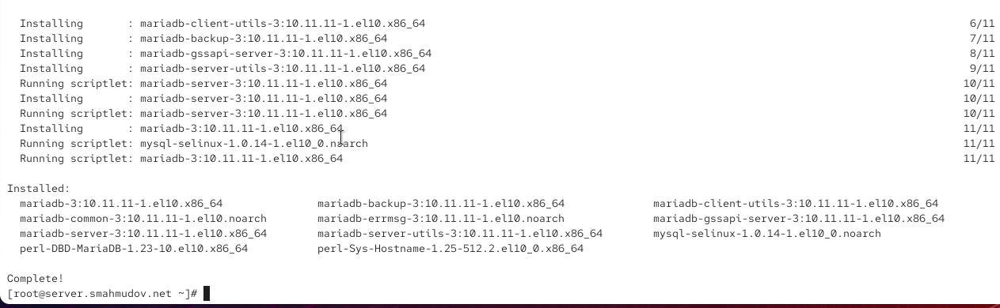 Installing : mariadb-client-utils-3:10.11.11-1.el10.x86_64 6/11
Installing : mariadb-backup-3:10.11.11-1.el10.x86_64 7/11
Installing : mariadb-gssapi-server-3:10.11.11-1.el10.x86_64 8/11
Installing : mariadb-server-utils-3:10.11.11-1.el10.x86_64 9/11
Running scriptlet: mariadb-server-3:10.11.11-1.el10.x86_64 10/11
Installing : mariadb-server-3:10.11.11-1.el10.x86_64 10/11
Running scriptlet: mariadb-server-3:10.11.11-1.el10.x86_64 10/11
Installing : mariadb-3:10.11.11-1.el10.x86_64 11/11
Running scriptlet: mysql-selinux-1.0.14-1.el10_0.noarch 11/11
Running scriptlet: mariadb-3:10.11.11-1.el10.x86_64 11/11
Installed:
mariadb-3:10.11.11-1.el10.x86_64 mariadb-backup-3:10.11.11-1.el10.x86_64 mariadb-client-utils-3:10.11.11-1.el10.x86_64
mariadb-common-3:10.11.11-1.el10.noarch mariadb-errmsg-3:10.11.11-1.el10.noarch mariadb-gssapi-server-3:10.11.11-1.el10.x86_64
mariadb-server-3:10.11.11-1.el10.x86_64 mariadb-server-utils-3:10.11.11-1.el10.x86_64 mysql-selinux-1.0.14-1.el10_0.noarch
perl-DBD-MariaDB-1.23-10.el10.x86_64 perl-Sys-Hostname-1.25-512.2.el10_0.x86_64
Complete!
[root@server.smahmudov.net ~]#